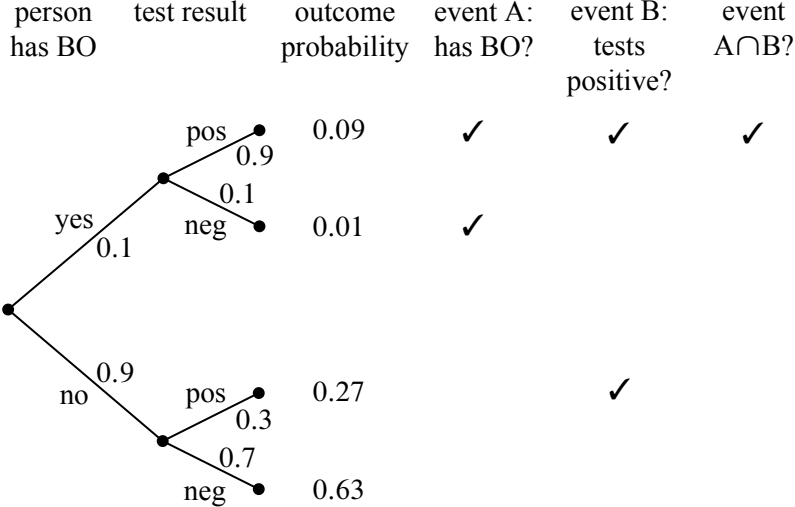 person test result outcome event A: event B: event
has BO probability has BO? tests A∩B?
positive?
pos 0.09 ✓ ✓ ✓
0.9
0.1
yes neg 0.01 ✓
0.1
0.9
no pos 0.27 ✓
0.3
0.7
neg 0.63